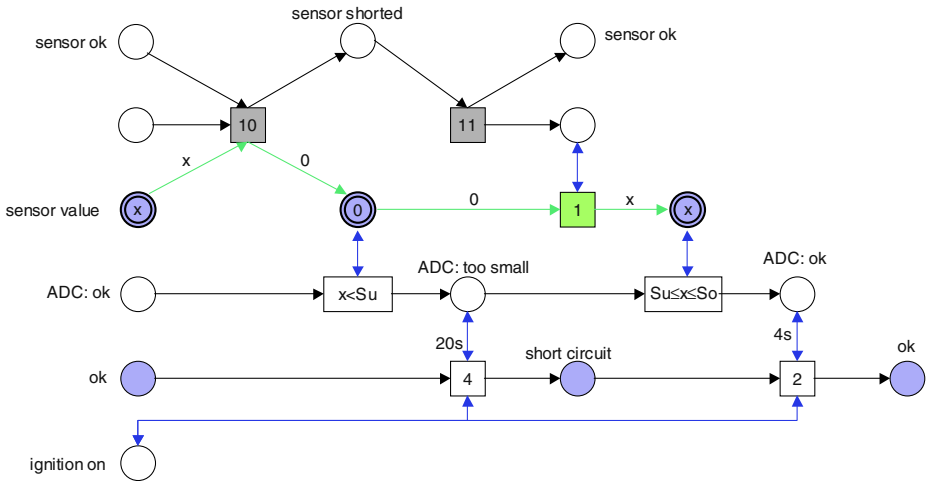 sensor shorted
sensor ok
sensor ok
10
11
x
0
sensor value
x
0
0
1
x
x
ADC: ok
x<Su
ADC: too small
Su≤x≤So
ADC: ok
20s
4s
ok
4
short circuit
2
ok
ignition on